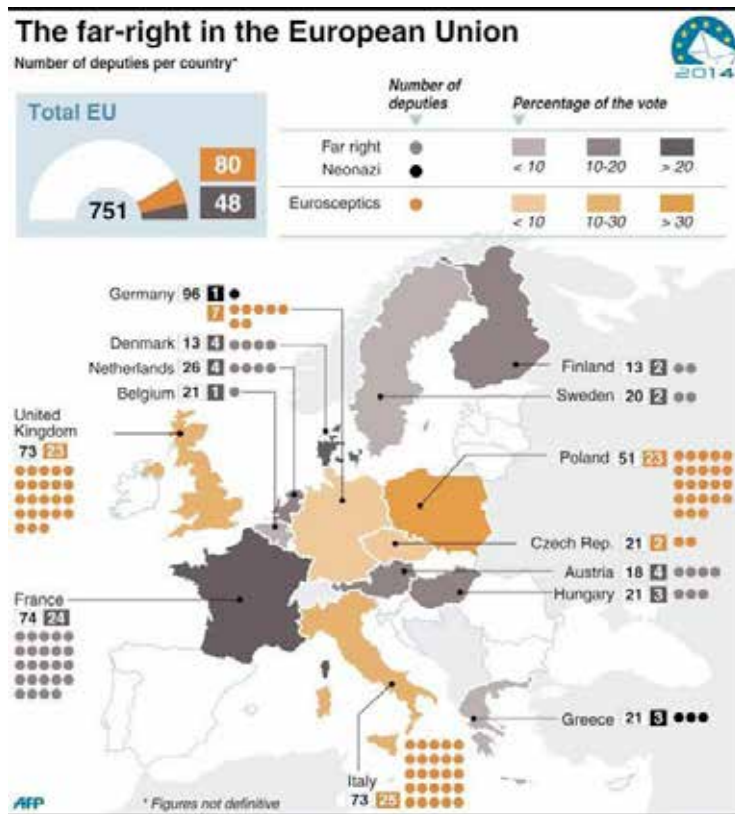 The far-right in the European Union
Number of deputies per country*
2014
Total EU
80
48
751
Number of deputies
Percentage of the vote
Far right
Neonazi
< 10 10-20 > 20
Eurosceptics
< 10 10-30 > 30
Germany 96 1
7
Denmark 13 4
Netherlands 26 4
Belgium 21 1
United Kingdom
73 23
France
74 24
Finland 13 2
Sweden 20 2
Poland 51 23
Czech Rep. 21 2
Austria 18 4
Hungary 21 3
Greece 21 3
Italy
73 25
AFP
* Figures not definitive